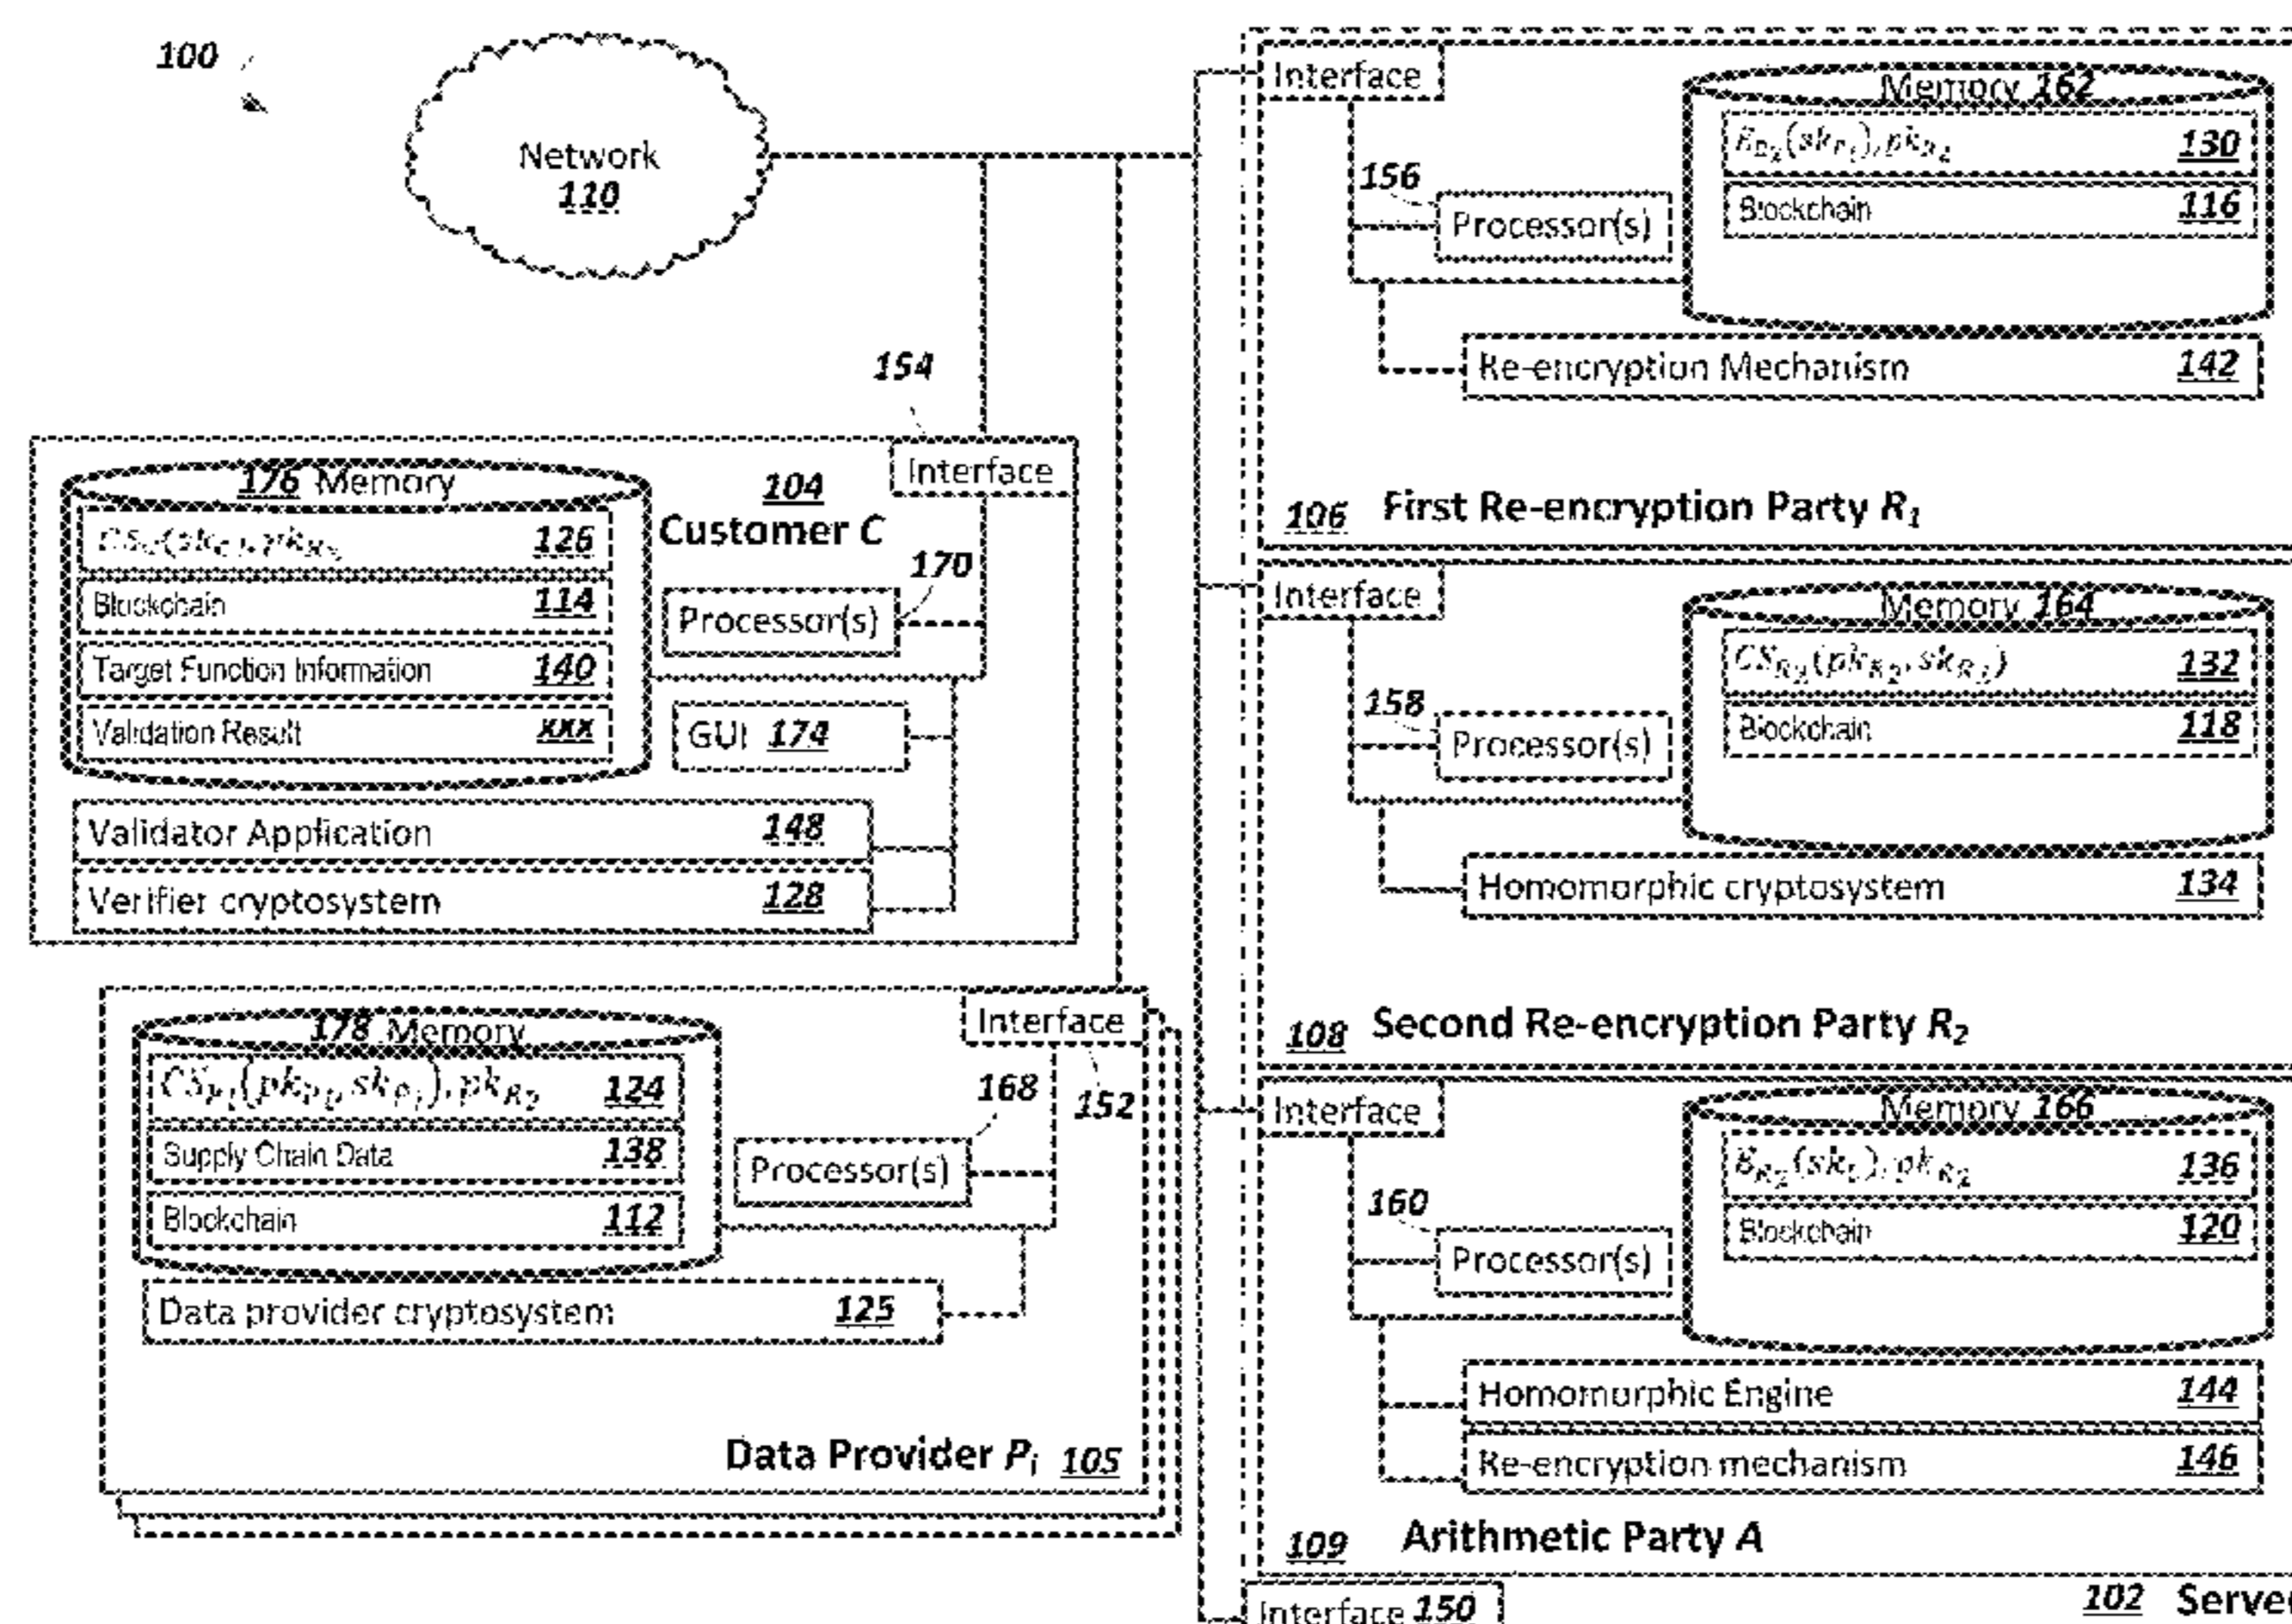 100
Network
110
154
Interface
176 Memory
104
Customer C
126
Blockchain 114
170
Processor(s)
Target Function Information 140
Validation Result xxx
GUI 174
Validator Application 148
Verifier cryptosystem 128
Interface
178 Memory
124
168
152
Supply Chain Data 138
Processor(s)
Blockchain 112
Data provider cryptosystem 125
Data Provider Pi 105
Interface
Memory 162
130
156
Processor(s)
Blockchain 116
Re-encryption Mechanism 142
106 First Re-encryption Party R1
Interface
Memory 164
CSR2(pkR2, skR2) 132
158
Processor(s)
Blockchain 118
Homomorphic cryptosystem 134
108 Second Re-encryption Party R2
Interface
Memory 166
136
160
Processor(s)
Blockchain 120
Homomorphic Engine 144
Re-encryption mechanism 146
109 Arithmetic Party A
Interface 150
102 Server